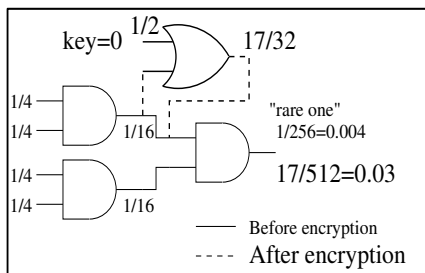 key=0
1/2
17/32
1/4
1/4
1/16
"rare one"
1/256=0.004
17/512=0.03
1/4
1/4
1/16
Before encryption
After encryption